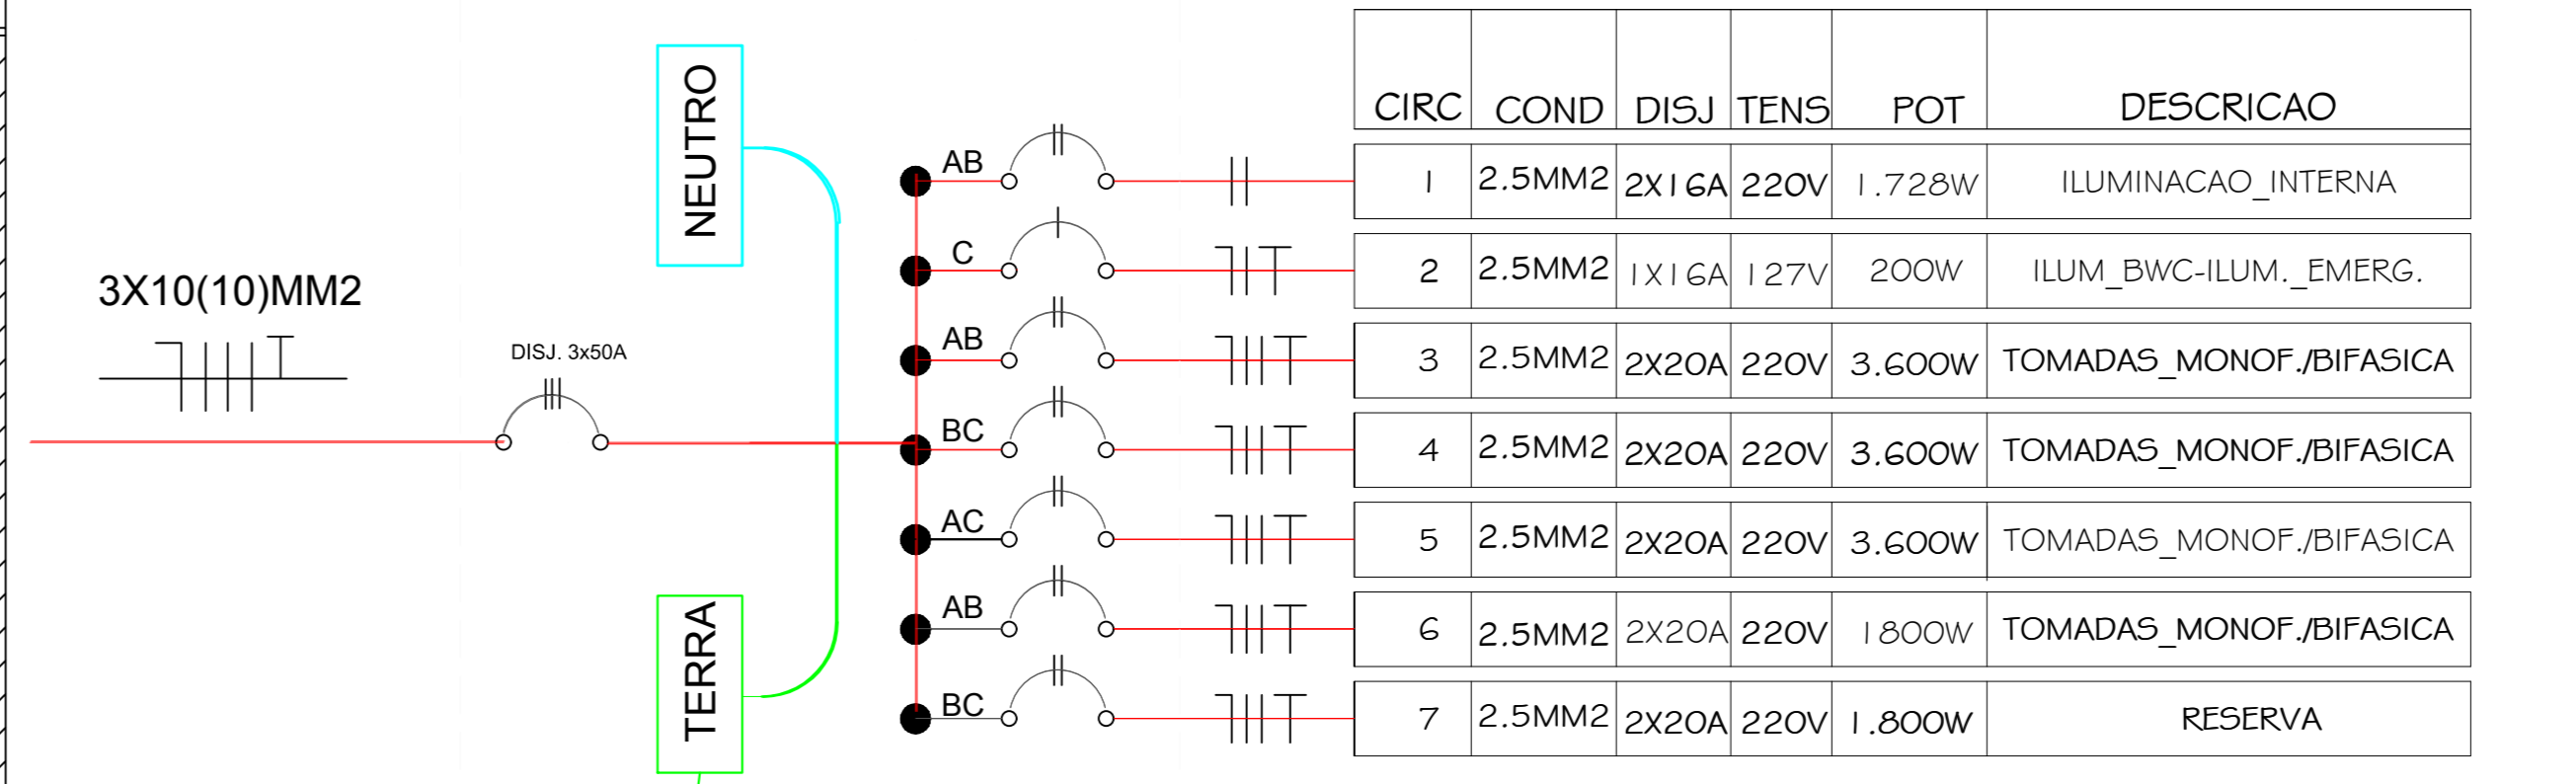 NEUTRO
3X10(10)MM2
DISJ. 3x50A
TERRA
CIRC COND DISJ TENS POT DESCRICAO
AB 1 2.5MM2 2X16A 220V 1.728W ILUMINACAO_INTERNA
C 2 2.5MM2 1X16A 127V 200W ILUM_BWC-ILUM._EMERG.
AB 3 2.5MM2 2X20A 220V 3.600W TOMADAS_MONOF./BIFASICA
BC 4 2.5MM2 2X20A 220V 3.600W TOMADAS_MONOF./BIFASICA
AC 5 2.5MM2 2X20A 220V 3.600W TOMADAS_MONOF./BIFASICA
AB 6 2.5MM2 2X20A 220V 1800W TOMADAS_MONOF./BIFASICA
BC 7 2.5MM2 2X20A 220V 1.800W RESERVA